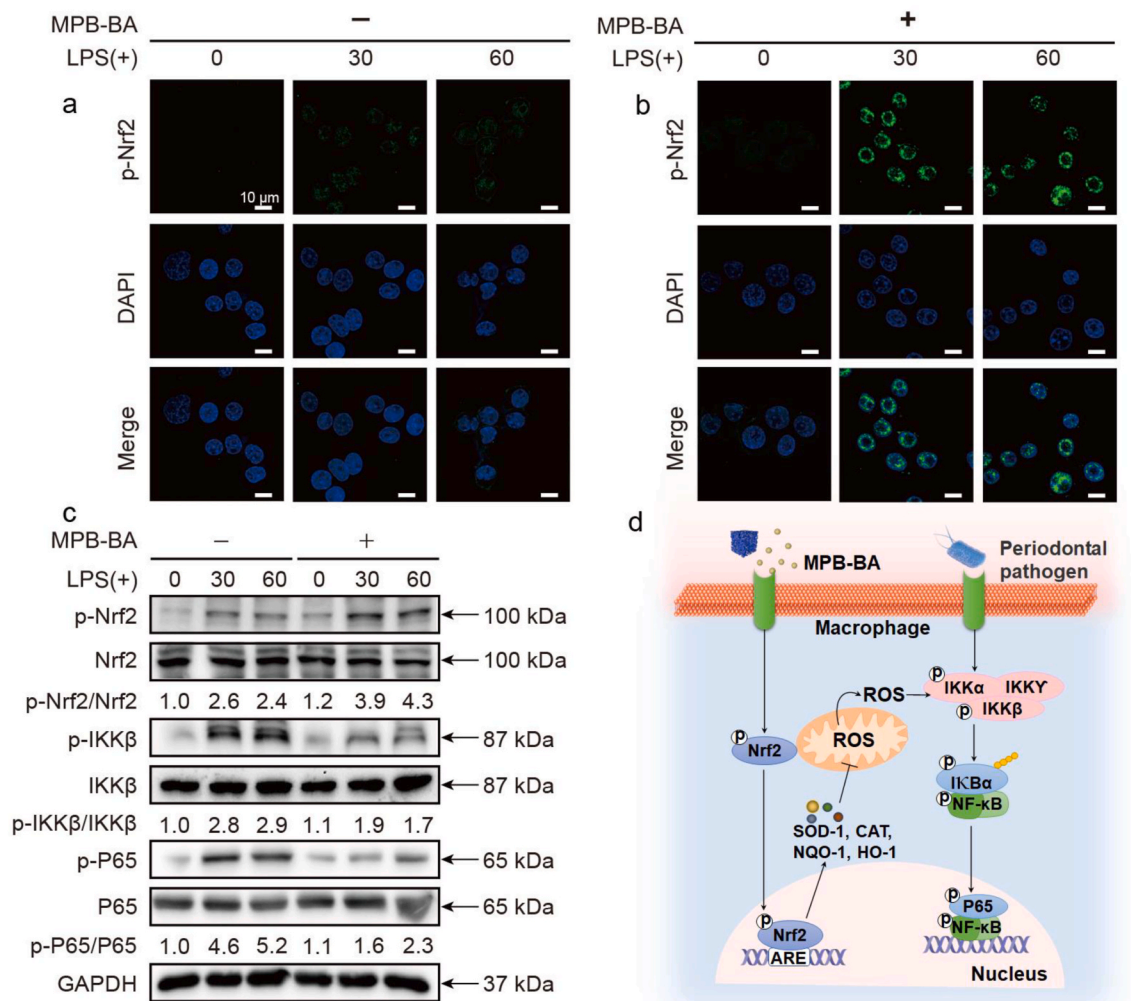 MPB-BA −
LPS(+) 0 30 60
a
p-Nrf2
10 μm
DAPI
Merge
MPB-BA +
LPS(+) 0 30 60
b
p-Nrf2
DAPI
Merge
c
MPB-BA − +
LPS(+) 0 30 60 0 30 60
p-Nrf2 100 kDa
Nrf2 100 kDa
p-Nrf2/Nrf2 1.0 2.6 2.4 1.2 3.9 4.3
p-IKKβ 87 kDa
IKKβ 87 kDa
p-IKKβ/IKKβ 1.0 2.8 2.9 1.1 1.9 1.7
p-P65 65 kDa
P65 65 kDa
p-P65/P65 1.0 4.6 5.2 1.1 1.6 2.3
GAPDH 37 kDa
d
MPB-BA
Periodontal
pathogen
Macrophage
P
IKKα IKKϒ
P
IKKβ
ROS
ROS
P
Nrf2
P
IKBα
P
NF-κB
SOD-1, CAT,
NQO-1, HO-1
P
Nrf2
ARE
P
P65
P
NF-κB
Nucleus